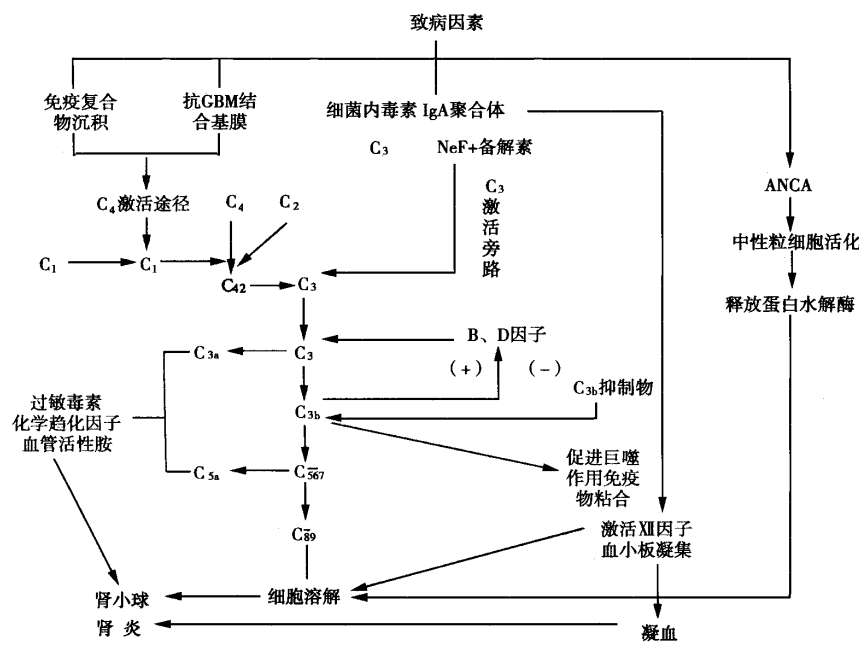 致病因素
免疫复合
物沉积
抗GBM结
合基膜
细菌内毒素 IgA聚合体
C₃ NeF+备解素
C₃
激
活
旁
路
ANCA
C₄激活途径
C₄
C₂
中性粒细胞活化
C₁
C₁
C₄₂
C₃
释放蛋白水解酶
B、D因子
C₃ₐ
C₃
(+)
(-)
C₃b抑制物
过敏毒素
化学趋化因子
血管活性胺
C₃b
促进巨噬
作用免疫
物粘合
C₅ₐ
C5̅6̅7
C8̅9
激活Ⅻ因子
血小板凝集
肾小球
肾 炎
细胞溶解
凝血